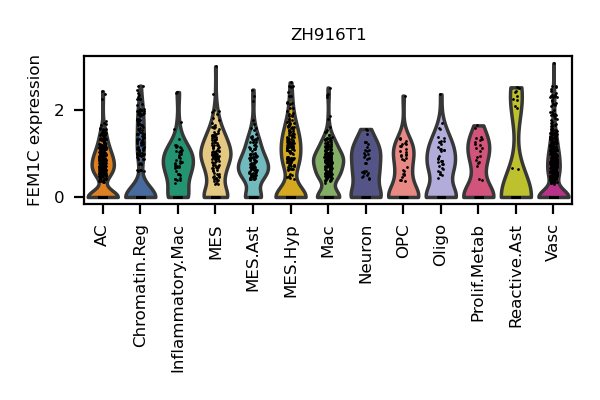 ZH916T1
FEM1C expression
2
0
AC
Chromatin.Reg
Inflammatory.Mac
MES
MES.Ast
MES.Hyp
Mac
Neuron
OPC
Oligo
Prolif.Metab
Reactive.Ast
Vasc